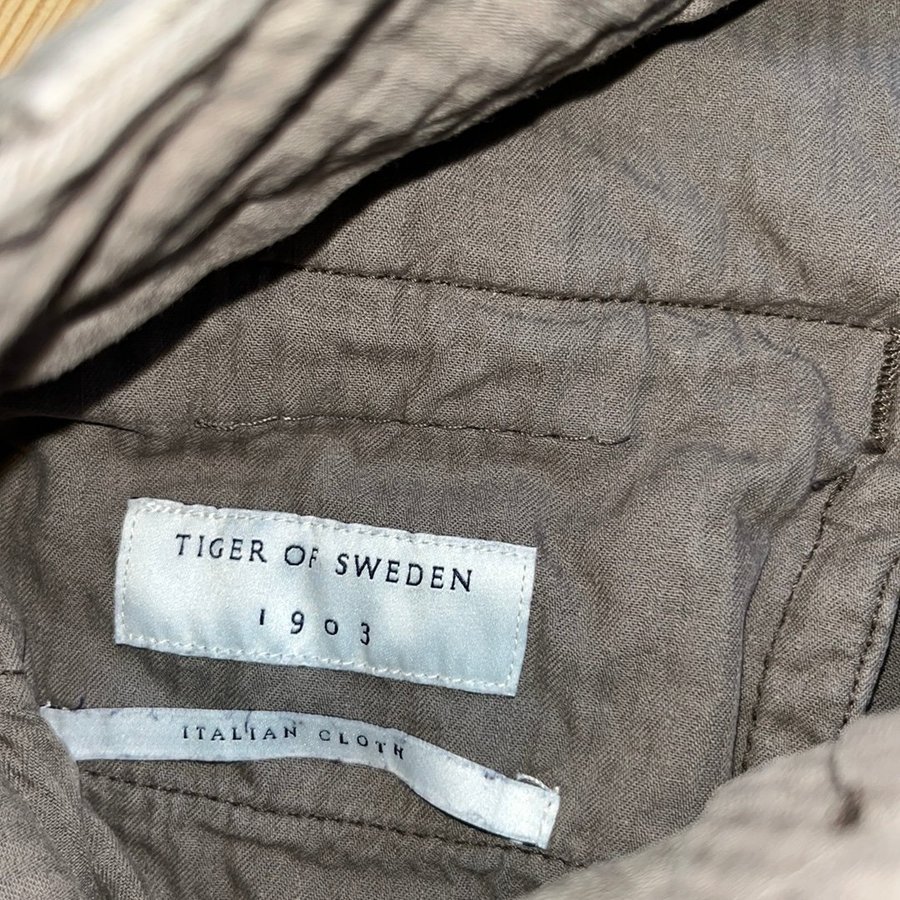 TIGER OF SWEDEN
1903
ITALIAN CLOTH